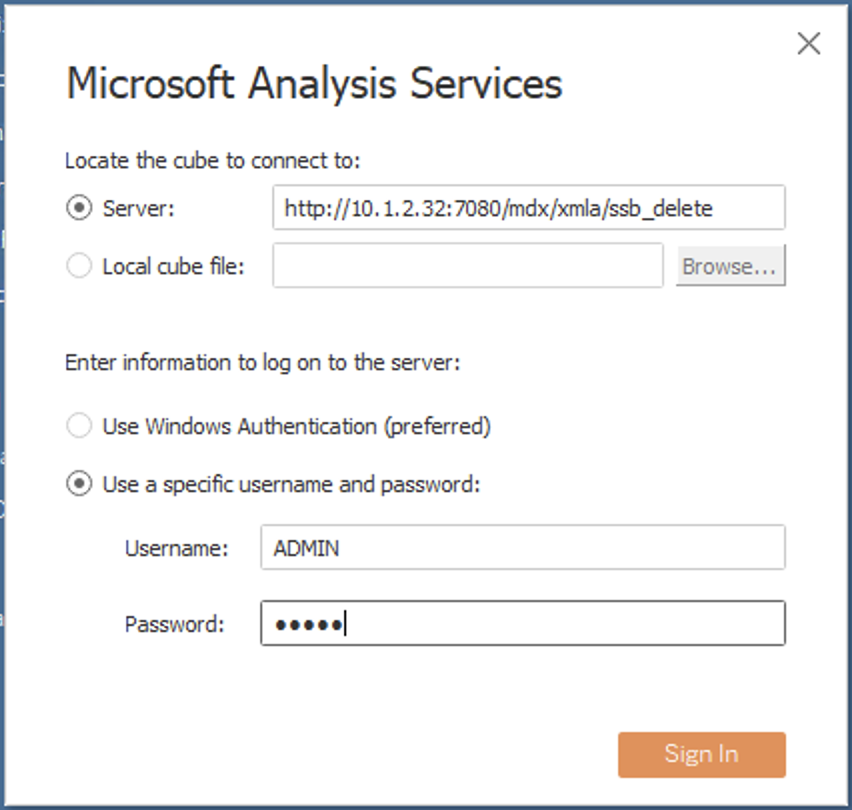 Microsoft Analysis Services
Locate the cube to connect to:
Server: http://10.1.2.32:7080/mdx/xmla/ssb_delete
Local cube file: Browse...
Enter information to log on to the server:
Use Windows Authentication (preferred)
Use a specific username and password:
Username: ADMIN
Password: •••••
Sign In